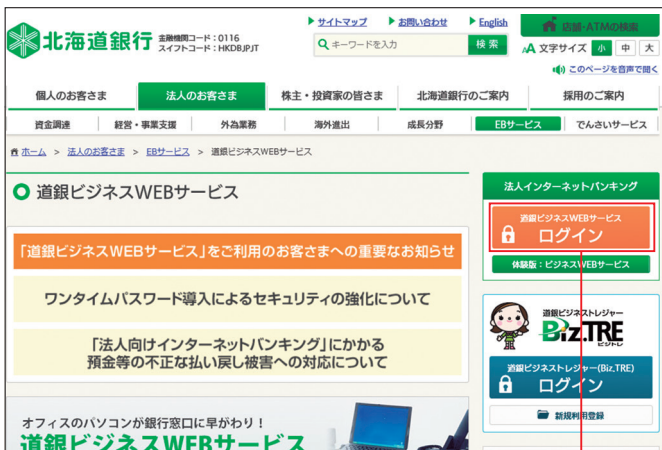 サイトマップ お問い合わせ English 店舗・ATMの検索
北海道銀行 金融機関コード：0116
スイフトコード：HKDBJPJT
キーワードを入力 検索 AA 文字サイズ 小 中 大
このページを音声で聞く
個人のお客さま 法人のお客さま 株主・投資家の皆さま 北海道銀行のご案内 採用のご案内
資金調達 経営・事業支援 外為業務 海外進出 成長分野 EBサービス でんさいサービス
ホーム > 法人のお客さま > EBサービス > 道銀ビジネスWEBサービス
道銀ビジネスWEBサービス
「道銀ビジネスWEBサービス」をご利用のお客さまへの重要なお知らせ
ワンタイムパスワード導入によるセキュリティの強化について
「法人向けインターネットバンキング」にかかる
預金等の不正な払い戻し被害への対応について
オフィスのパソコンが銀行窓口に早がわり！
道銀ビジネスWEBサービス
法人インターネットバンキング
道銀ビジネスWEBサービス
ログイン
体験版：ビジネスWEBサービス
道銀ビジネストレジャー
Biz.TRE
ビジトレ
道銀ビジネストレジャー(Biz.TRE)
ログイン
新規利用登録